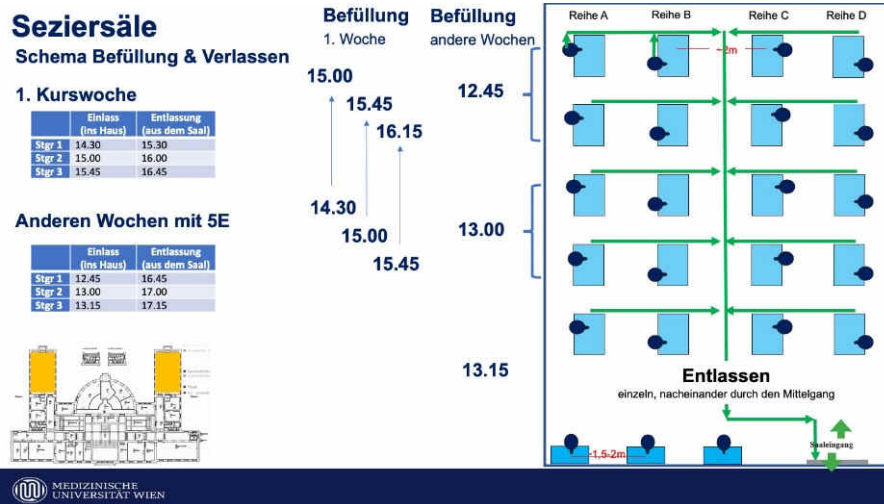 Seziersäle
Schema Befüllung & Verlassen
1. Kurswoche
Einlass (ins Haus) Entlassung (aus dem Saal)
Stgr 1 14.30 15.30
Stgr 2 15.00 16.00
Stgr 3 15.45 16.45
Anderen Wochen mit 5E
Einlass (ins Haus) Entlassung (aus dem Saal)
Stgr 1 12.45 16.45
Stgr 2 13.00 17.00
Stgr 3 13.15 17.15
Befüllung
1. Woche
15.00
15.45
16.15
14.30
15.00
15.45
Befüllung
andere Wochen
12.45
13.00
13.15
Reihe A Reihe B Reihe C Reihe D
~2m
Entlassen
einzeln, nacheinander durch den Mittelgang
Saaleingang
1,5-2m
MEDIZINISCHE
UNIVERSITÄT WIEN